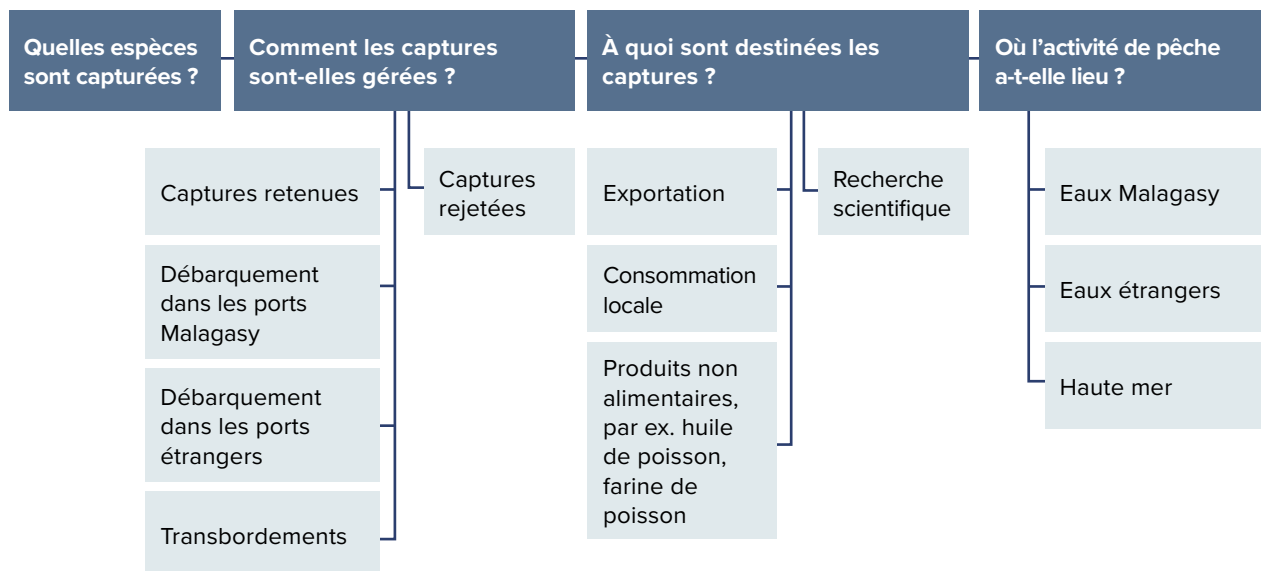 Quelles espèces
sont capturées ?
Comment les captures
sont-elles gérées ?
À quoi sont destinées les
captures ?
Où l’activité de pêche
a-t-elle lieu ?
Captures retenues
Débarquement
dans les ports
Malagasy
Débarquement
dans les ports
étrangers
Transbordements
Captures
rejetées
Exportation
Consommation
locale
Produits non
alimentaires,
par ex. huile
de poisson,
farine de
poisson
Recherche
scientifique
Eaux Malagasy
Eaux étrangers
Haute mer